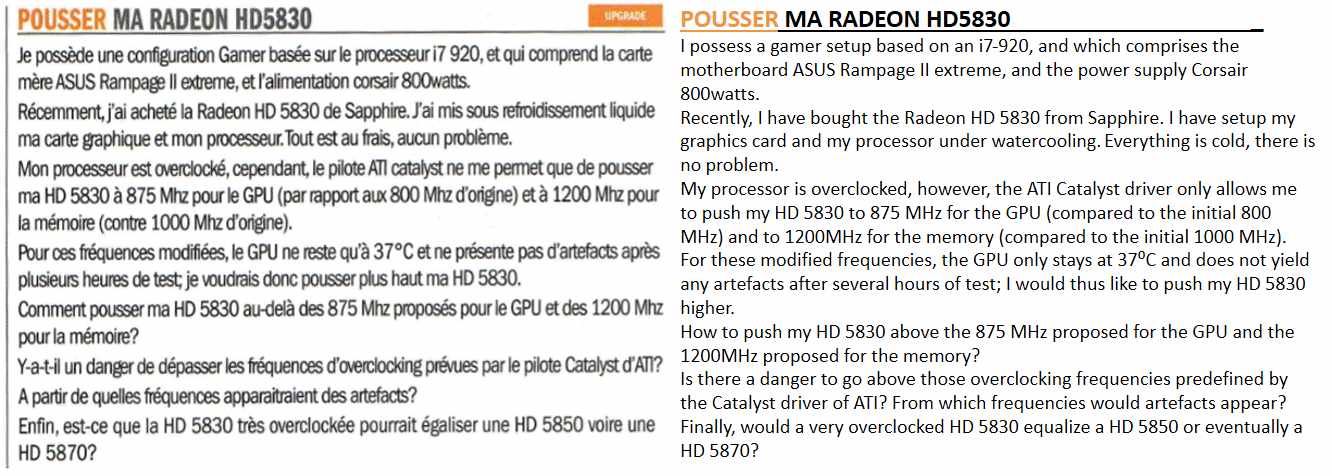 POUSSER MA RADEON HD5830
UPGRADE
Je possède une configuration Gamer basée sur le processeur i7 920, et qui comprend la carte
mère ASUS Rampage II extreme, et l'alimentation corsair 800watts.
Récemment, j'ai acheté la Radeon HD 5830 de Sapphire. J'ai mis sous refroidissement liquide
ma carte graphique et mon processeur. Tout est au frais, aucun problème.
Mon processeur est overclocké, cependant, le pilote ATI catalyst ne me permet que de pousser
ma HD 5830 à 875 Mhz pour le GPU (par rapport aux 800 Mhz d'origine) et à 1200 Mhz pour
la mémoire (contre 1000 Mhz d'origine).
Pour ces fréquences modifiées, le GPU ne reste qu'à 37°C et ne présente pas d'artefacts après
plusieurs heures de test; je voudrais donc pousser plus haut ma HD 5830.
Comment pousser ma HD 5830 au-delà des 875 Mhz proposés pour le GPU et des 1200 Mhz
pour la mémoire?
Y-a-t-il un danger de dépasser les fréquences d'overclocking prévues par le pilote Catalyst d'ATI?
A partir de quelles fréquences apparaitraient des artefacts?
Enfin, est-ce que la HD 5830 très overclockée pourrait égaliser une HD 5850 voire une
HD 5870?
POUSSER MA RADEON HD5830
I possess a gamer setup based on an i7-920, and which comprises the
motherboard ASUS Rampage II extreme, and the power supply Corsair
800watts.
Recently, I have bought the Radeon HD 5830 from Sapphire. I have setup my
graphics card and my processor under watercooling. Everything is cold, there is
no problem.
My processor is overclocked, however, the ATI Catalyst driver only allows me
to push my HD 5830 to 875 MHz for the GPU (compared to the initial 800
MHz) and to 1200MHz for the memory (compared to the initial 1000 MHz).
For these modified frequencies, the GPU only stays at 37⁰C and does not yield
any artefacts after several hours of test; I would thus like to push my HD 5830
higher.
How to push my HD 5830 above the 875 MHz proposed for the GPU and the
1200MHz proposed for the memory?
Is there a danger to go above those overclocking frequencies predefined by
the Catalyst driver of ATI? From which frequencies would artefacts appear?
Finally, would a very overclocked HD 5830 equalize a HD 5850 or eventually a
HD 5870?